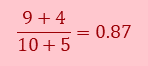 (9 + 4) / (10 + 5) = 0.87